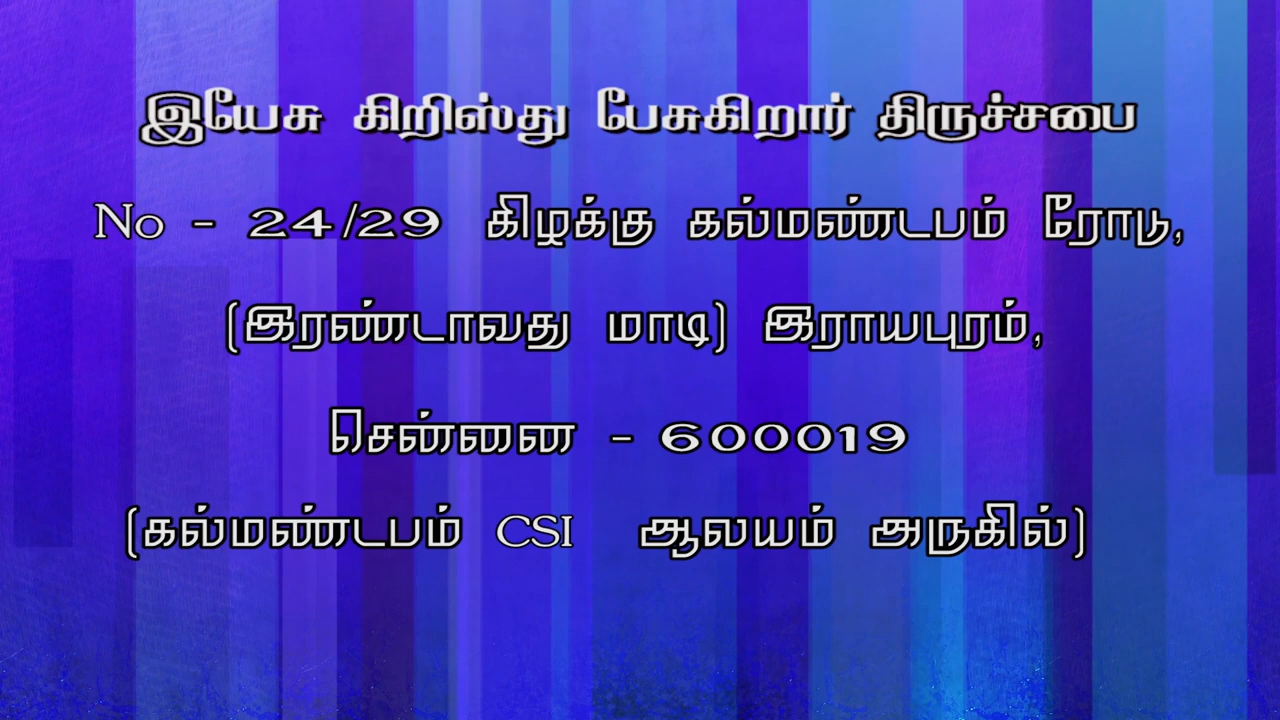 இயேசு கிறிஸ்து பேசுகிறார் திருச்சபை
No - 24/29 கிழக்கு கல்மண்டபம் ரோடு,
(இரண்டாவது மாடி) இராயபுரம்,
சென்னை - 600019
(கல்மண்டபம் CSI ஆலயம் அருகில்)